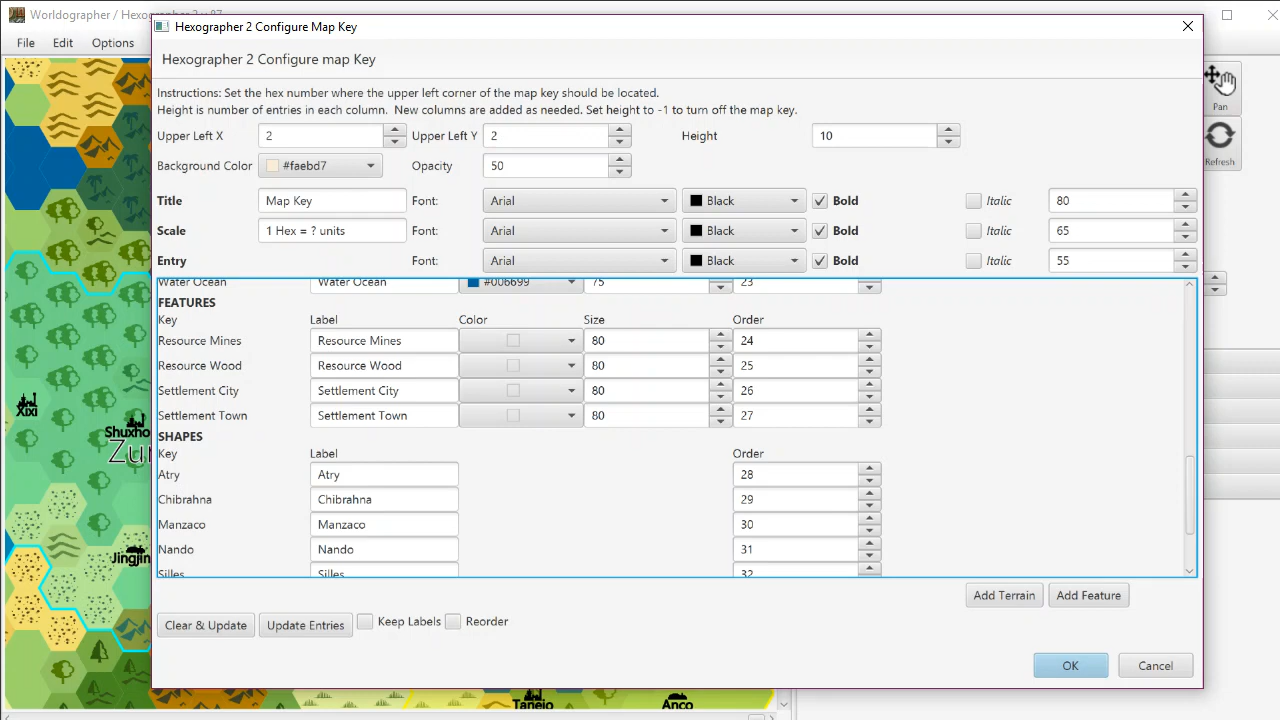 Worldographer / Hexographer 2 v 87
Hexographer 2 Configure Map Key
File Edit Options
Hexographer 2 Configure map Key
Instructions: Set the hex number where the upper left corner of the map key should be located.
Height is number of entries in each column. New columns are added as needed. Set height to -1 to turn off the map key.
Upper Left X 2 Upper Left Y 2 Height 10
Background Color #faebd7 Opacity 50
Title Map Key Font: Arial Black Bold Italic 80
Scale 1 Hex = ? units Font: Arial Black Bold Italic 65
Entry Font: Arial Black Bold Italic 55
Water Ocean Water Ocean #006699 75 23
FEATURES
Key Label Color Size Order
Resource Mines Resource Mines 80 24
Resource Wood Resource Wood 80 25
Settlement City Settlement City 80 26
Settlement Town Settlement Town 80 27
SHAPES
Key Label Order
Atry Atry 28
Chibrahna Chibrahna 29
Manzaco Manzaco 30
Nando Nando 31
Silles Silles 32
Add Terrain Add Feature
Clear & Update Update Entries Keep Labels Reorder
OK Cancel
Pan
Refresh
Xixi
Shuxho
Zu
Jingjin
Tanejo
Anco